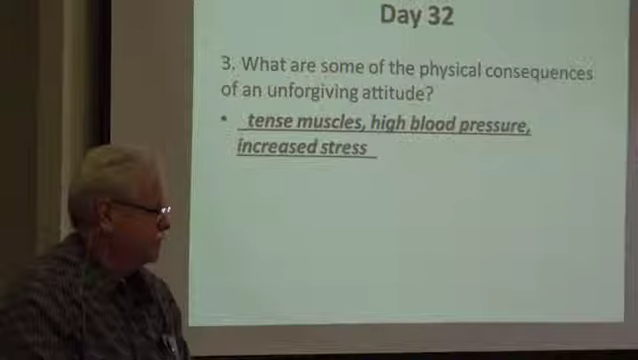 Day 32
3. What are some of the physical consequences
of an unforgiving attitude?
• tense muscles, high blood pressure,
increased stress